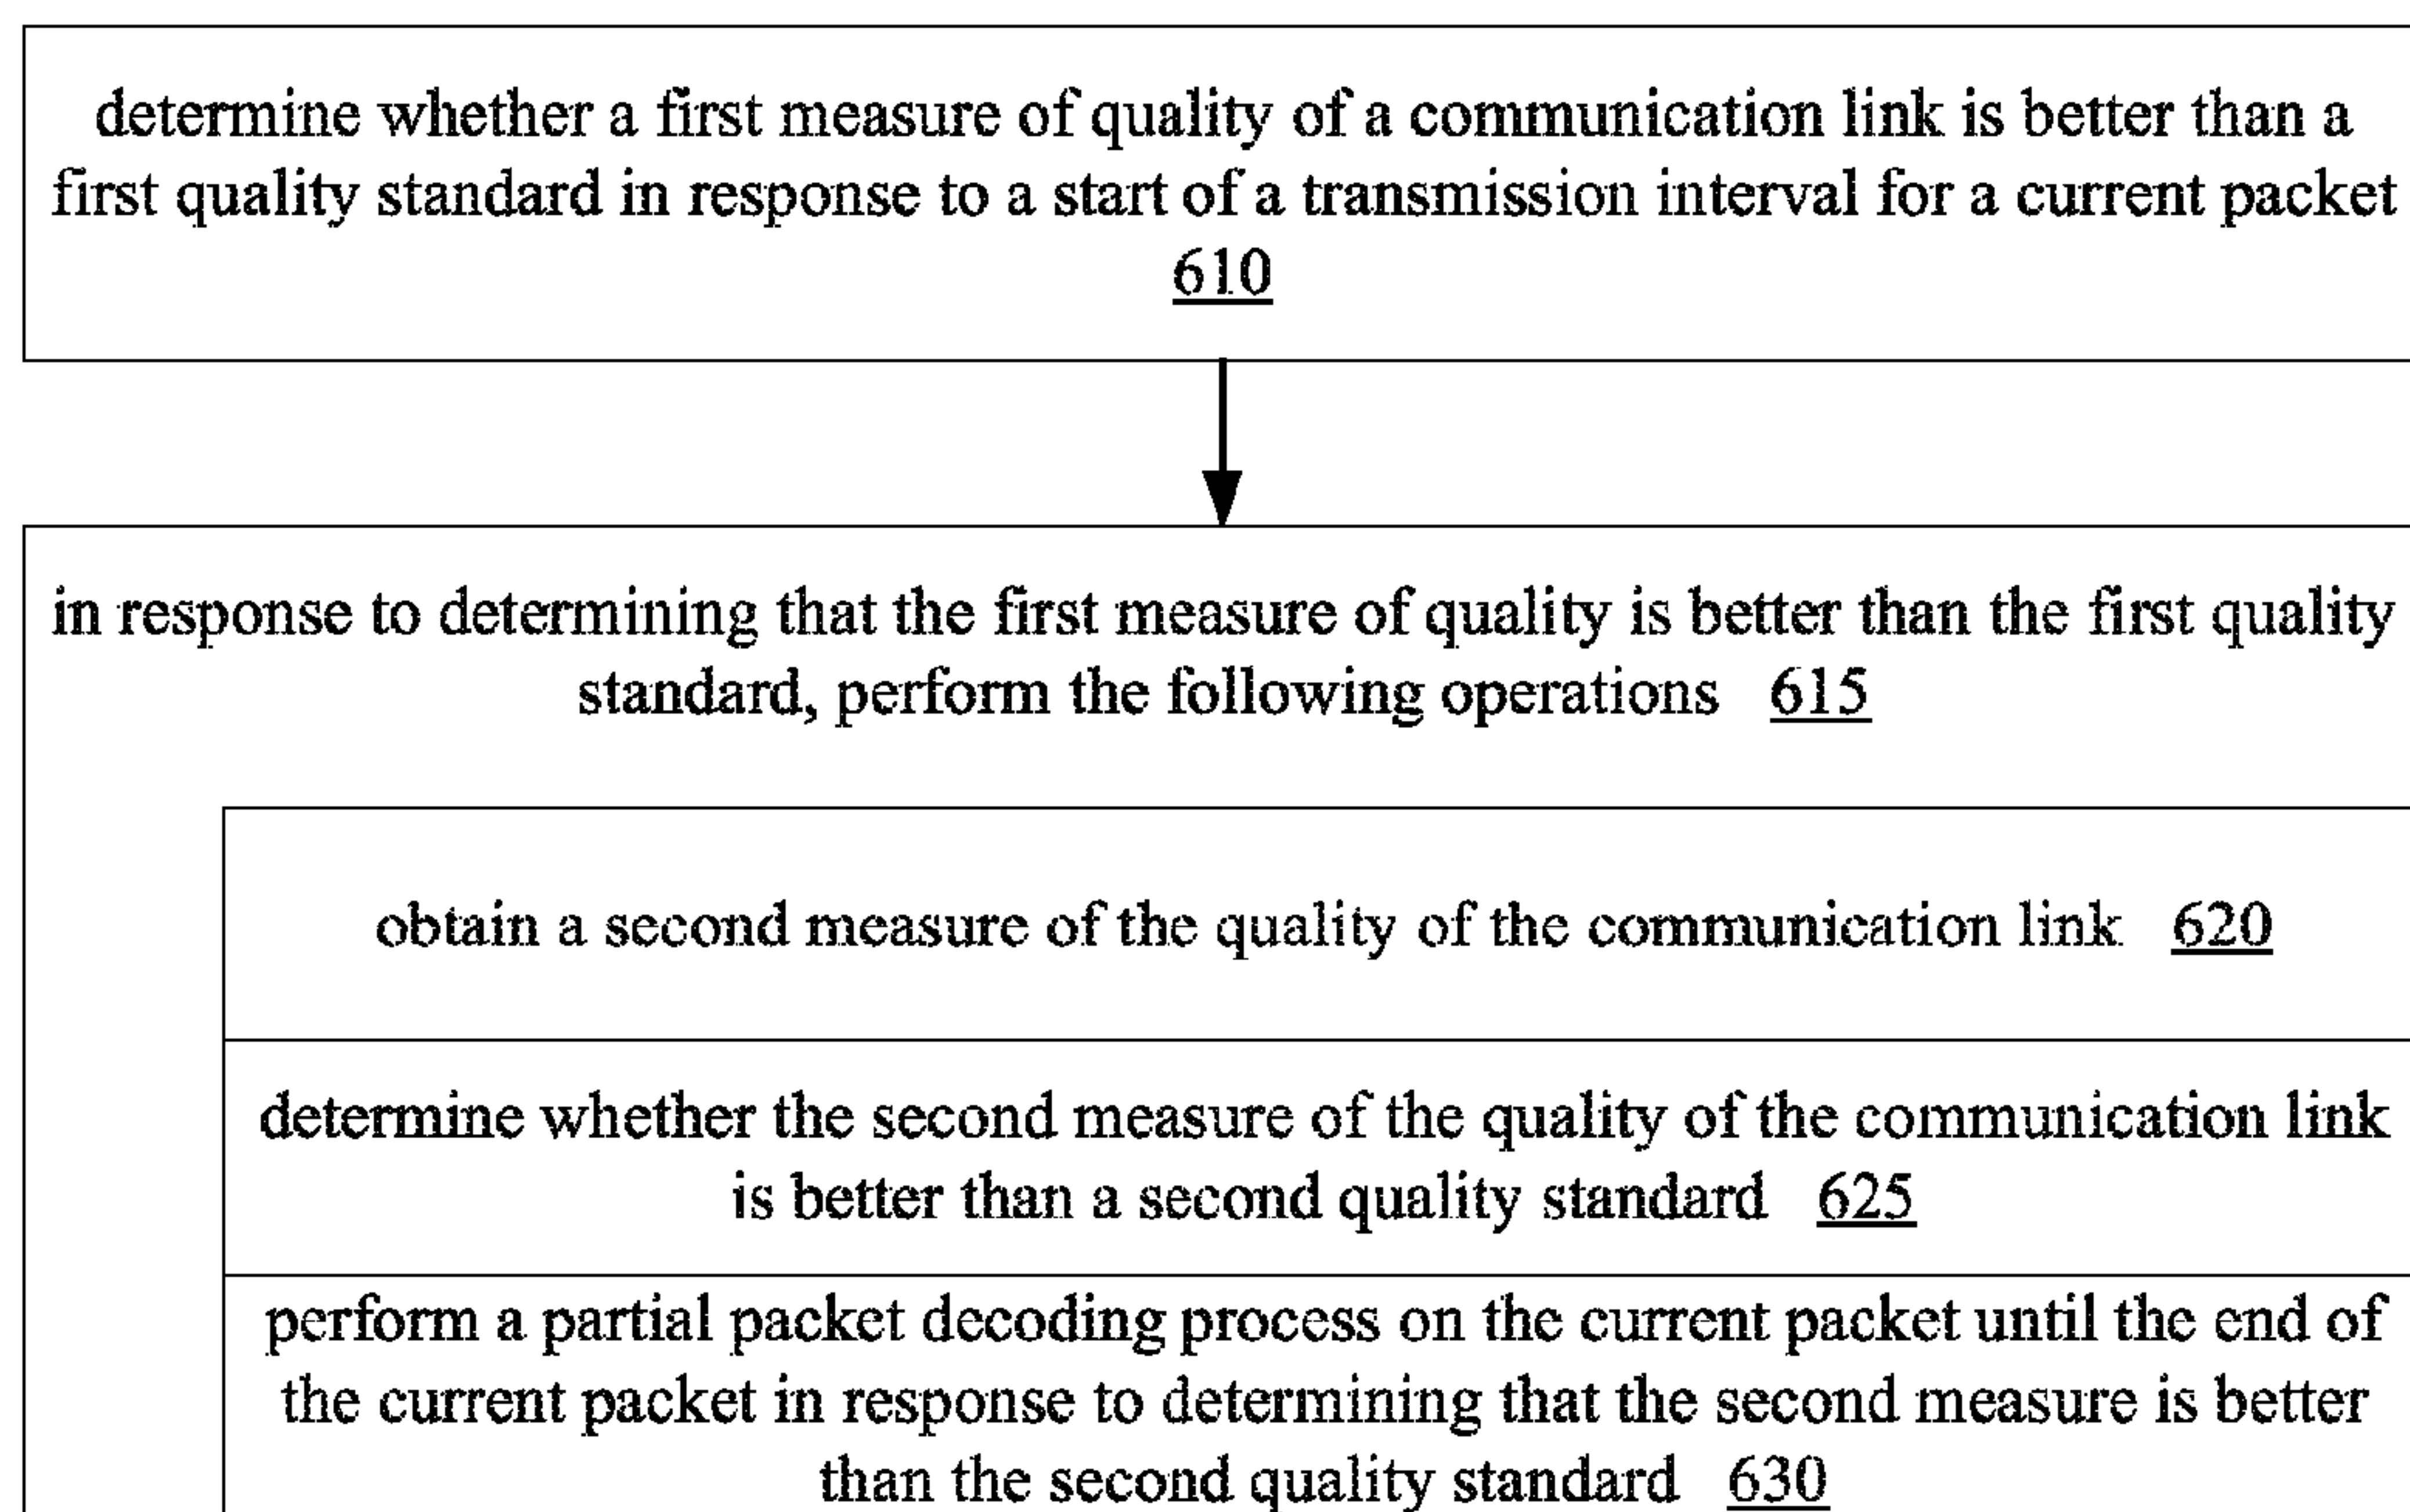 determine whether a first measure of quality of a communication link is better than a
first quality standard in response to a start of a transmission interval for a current packet
610
in response to determining that the first measure of quality is better than the first quality
standard, perform the following operations 615
obtain a second measure of the quality of the communication link 620
determine whether the second measure of the quality of the communication link
is better than a second quality standard 625
perform a partial packet decoding process on the current packet until the end of
the current packet in response to determining that the second measure is better
than the second quality standard 630